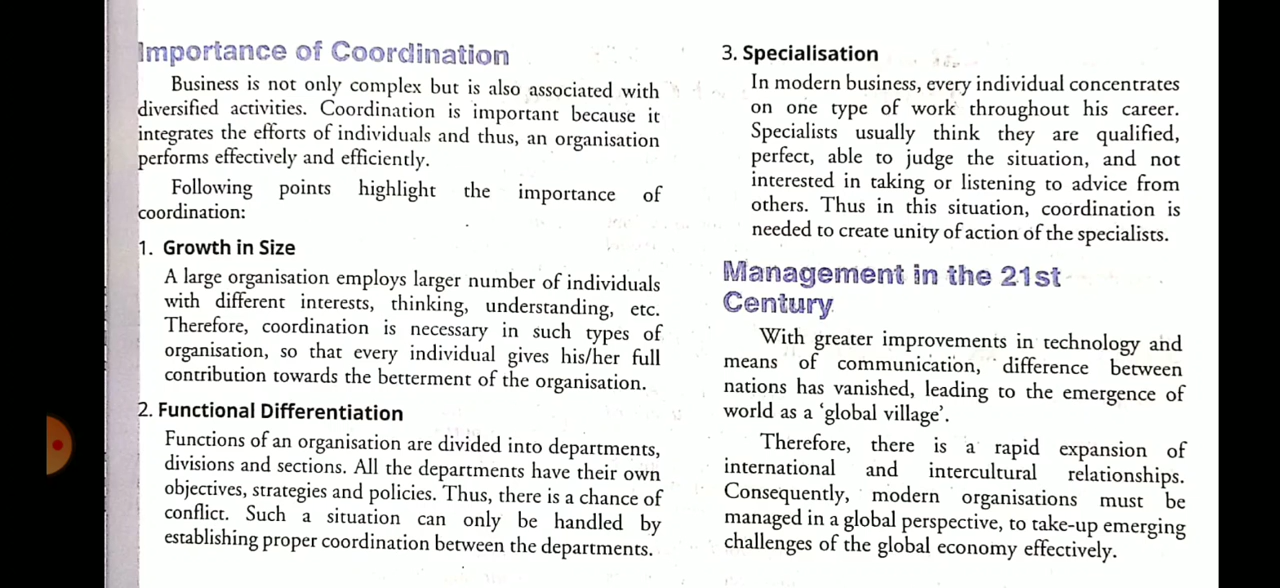 Importance of Coordination
Business is not only complex but is also associated with
diversified activities. Coordination is important because it
integrates the efforts of individuals and thus, an organisation
performs effectively and efficiently.
Following points highlight the importance of
coordination:
1. Growth in Size
A large organisation employs larger number of individuals
with different interests, thinking, understanding, etc.
Therefore, coordination is necessary in such types of
organisation, so that every individual gives his/her full
contribution towards the betterment of the organisation.
2. Functional Differentiation
Functions of an organisation are divided into departments,
divisions and sections. All the departments have their own
objectives, strategies and policies. Thus, there is a chance of
conflict. Such a situation can only be handled by
establishing proper coordination between the departments.
3. Specialisation
In modern business, every individual concentrates
on one type of work throughout his career.
Specialists usually think they are qualified,
perfect, able to judge the situation, and not
interested in taking or listening to advice from
others. Thus in this situation, coordination is
needed to create unity of action of the specialists.
Management in the 21st
Century
With greater improvements in technology and
means of communication, difference between
nations has vanished, leading to the emergence of
world as a 'global village'.
Therefore, there is a rapid expansion of
international and intercultural relationships.
Consequently, modern organisations must be
managed in a global perspective, to take-up emerging
challenges of the global economy effectively.